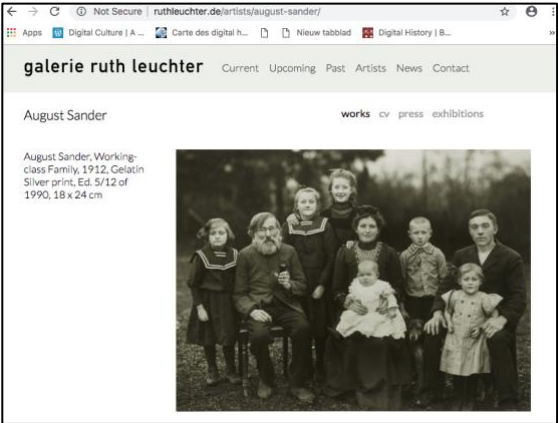 Not Secure | ruthleuchter.de/artists/august-sander/
Apps Digital Culture | A ... Carte des digital h... Nieuw tabblad Digital History | B... »
galerie ruth leuchter Current Upcoming Past Artists News Contact
August Sander works cv press exhibitions
August Sander, Working-
class Family, 1912, Gelatin
Silver print, Ed. 5/12 of
1990, 18 x 24 cm